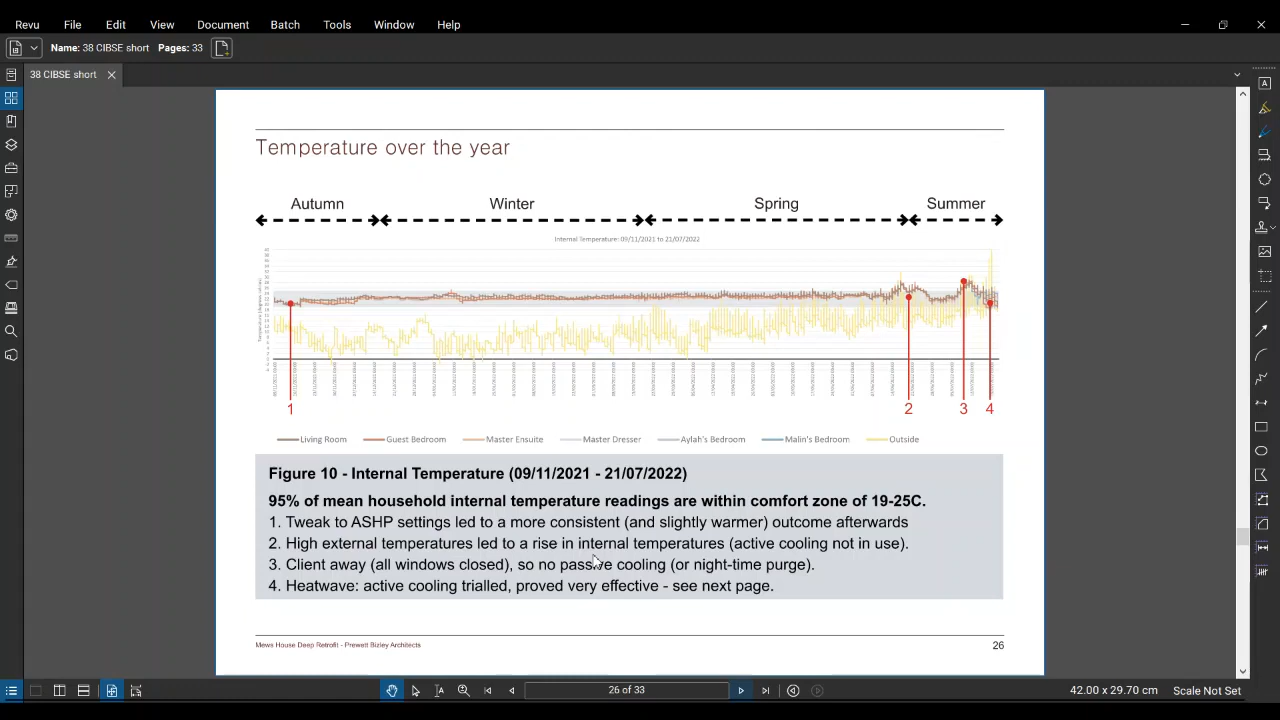 Revu File Edit View Document Batch Tools Window Help
Name: 38 CIBSE short Pages: 33
38 CIBSE short
Temperature over the year
Autumn Winter Spring Summer
Internal Temperature: 09/11/2021 to 21/07/2022
Temperature (degrees celsius)
1 2 3 4
Living Room Guest Bedroom Master Ensuite Master Dresser Aylah's Bedroom Malin's Bedroom Outside
Figure 10 - Internal Temperature (09/11/2021 - 21/07/2022)
95% of mean household internal temperature readings are within comfort zone of 19-25C.
1. Tweak to ASHP settings led to a more consistent (and slightly warmer) outcome afterwards
2. High external temperatures led to a rise in internal temperatures (active cooling not in use).
3. Client away (all windows closed), so no passive cooling (or night-time purge).
4. Heatwave: active cooling trialled, proved very effective - see next page.
Mews House Deep Retrofit - Prewett Bizley Architects 26
26 of 33
42.00 x 29.70 cm Scale Not Set